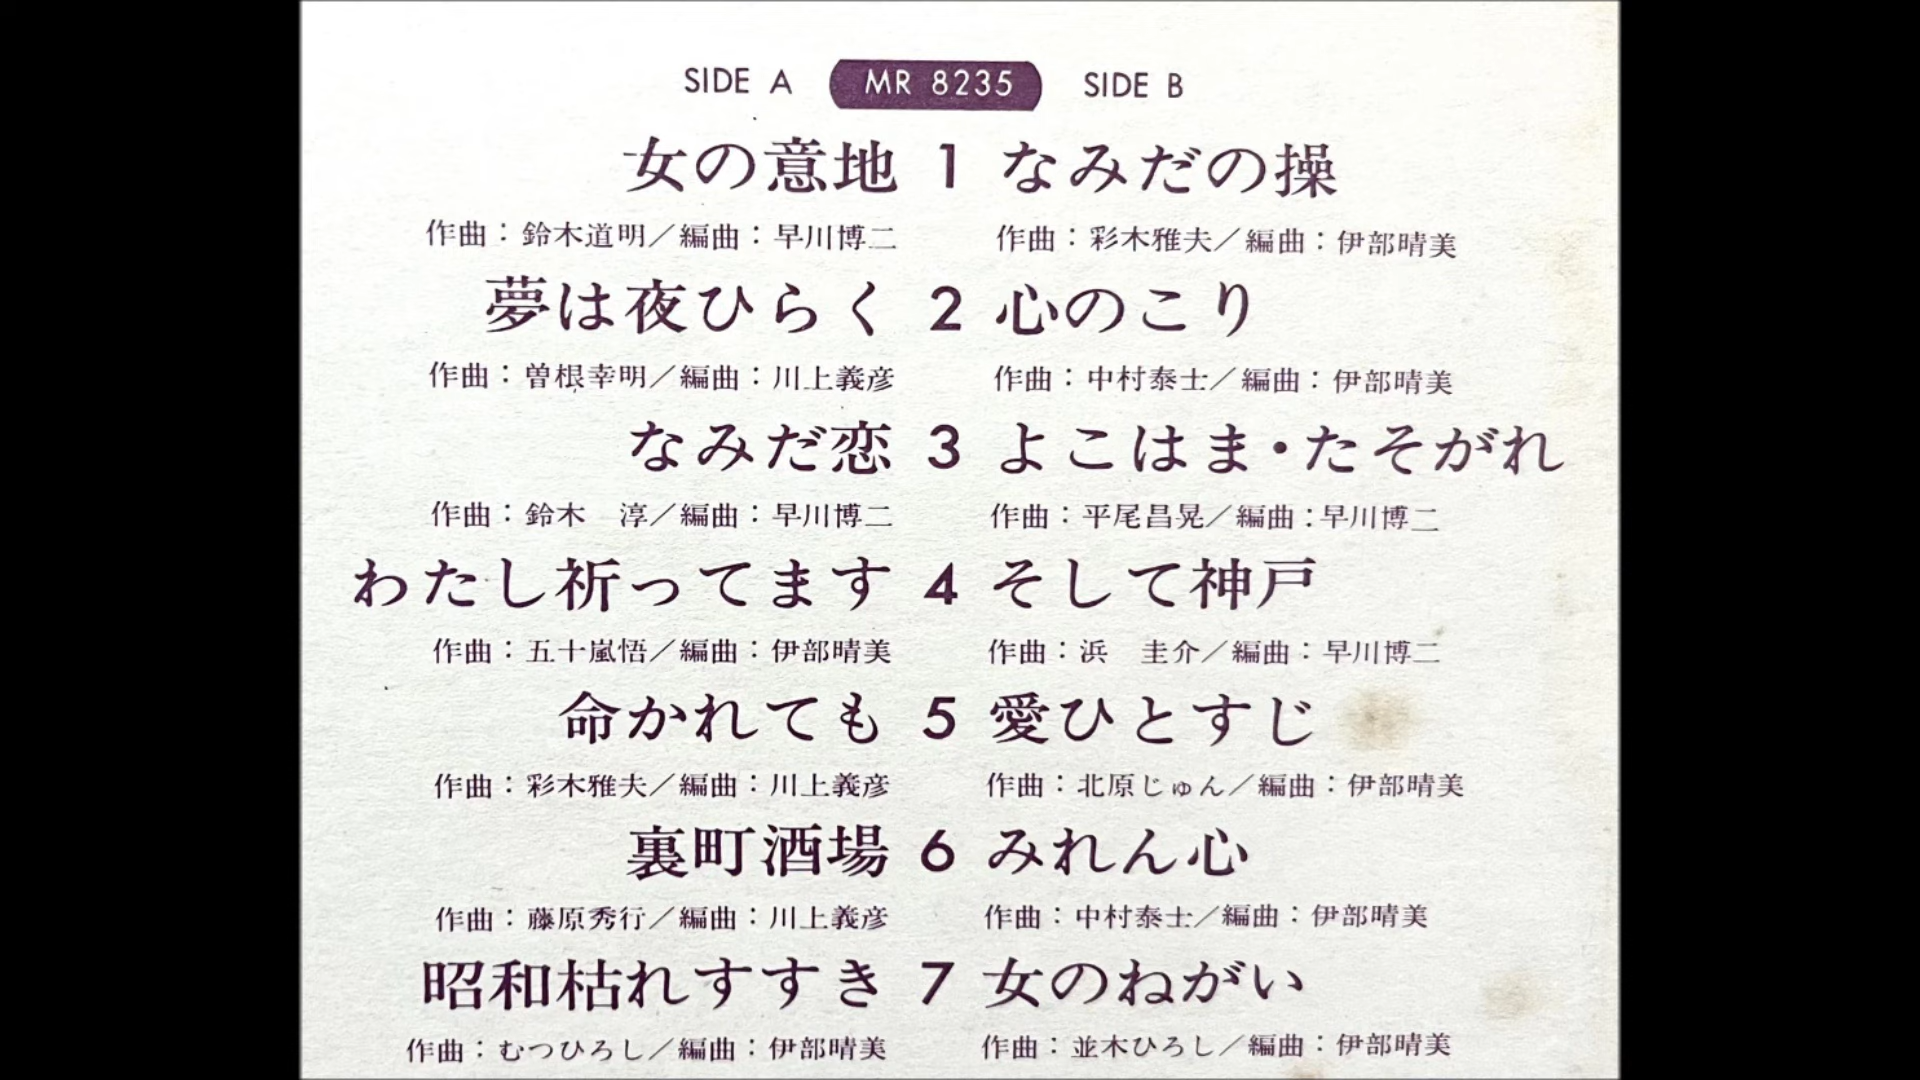 SIDE A MR 8235 SIDE B
女の意地 1 なみだの操
作曲：鈴木道明／編曲：早川博二 作曲：彩木雅夫／編曲：伊部晴美
夢は夜ひらく 2 心のこり
作曲：曽根幸明／編曲：川上義彦 作曲：中村泰士／編曲：伊部晴美
なみだ恋 3 よこはま・たそがれ
作曲：鈴木　淳／編曲：早川博二 作曲：平尾昌晃／編曲：早川博二
わたし祈ってます 4 そして神戸
作曲：五十嵐悟／編曲：伊部晴美 作曲：浜　圭介／編曲：早川博二
命かれても 5 愛ひとすじ
作曲：彩木雅夫／編曲：川上義彦 作曲：北原じゅん／編曲：伊部晴美
裏町酒場 6 みれん心
作曲：藤原秀行／編曲：川上義彦 作曲：中村泰士／編曲：伊部晴美
昭和枯れすすき 7 女のねがい
作曲：むつひろし／編曲：伊部晴美 作曲：並木ひろし／編曲：伊部晴美